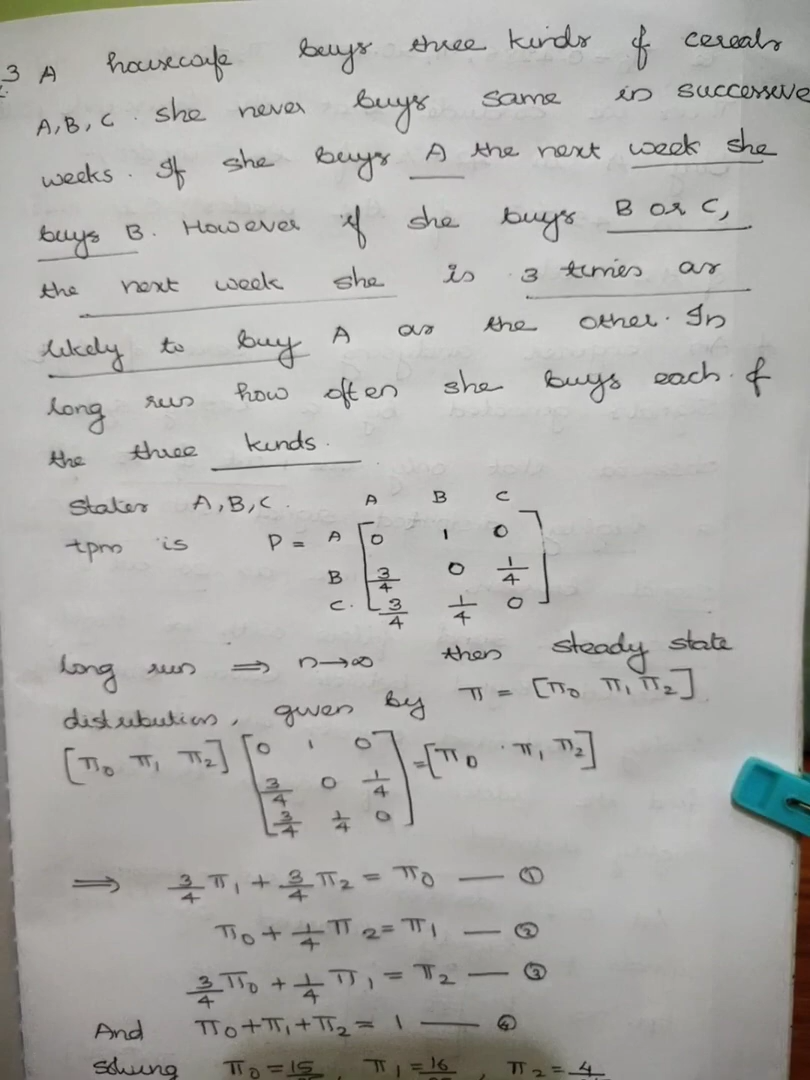 3 A housewife buys three kinds of cereals
A, B, C. she never buys same in successive
weeks. If she buys A the next week she
buys B. However if she buys B or C,
the next week she is 3 times as
likely to buy A as the other. In
long run how often she buys each of
the three kinds.
States A, B, C. A B C
tpm is P = A [0 1 0
B 3/4 0 1/4
C. 3/4 1/4 0]
long run ⇒ n→∞ then steady state
distribution, given by π = [π0 π1 π2]
[π0 π1 π2] [0 1 0 = [π0 π1 π2]
3/4 0 1/4
3/4 1/4 0]
⇒ 3/4 π1 + 3/4 π2 = π0 — ①
π0 + 1/4 π2 = π1 — ②
3/4 π0 + 1/4 π1 = π2 — ③
And π0 + π1 + π2 = 1 — ④
Solving π0 = 15, π1 = 16, π2 = 4